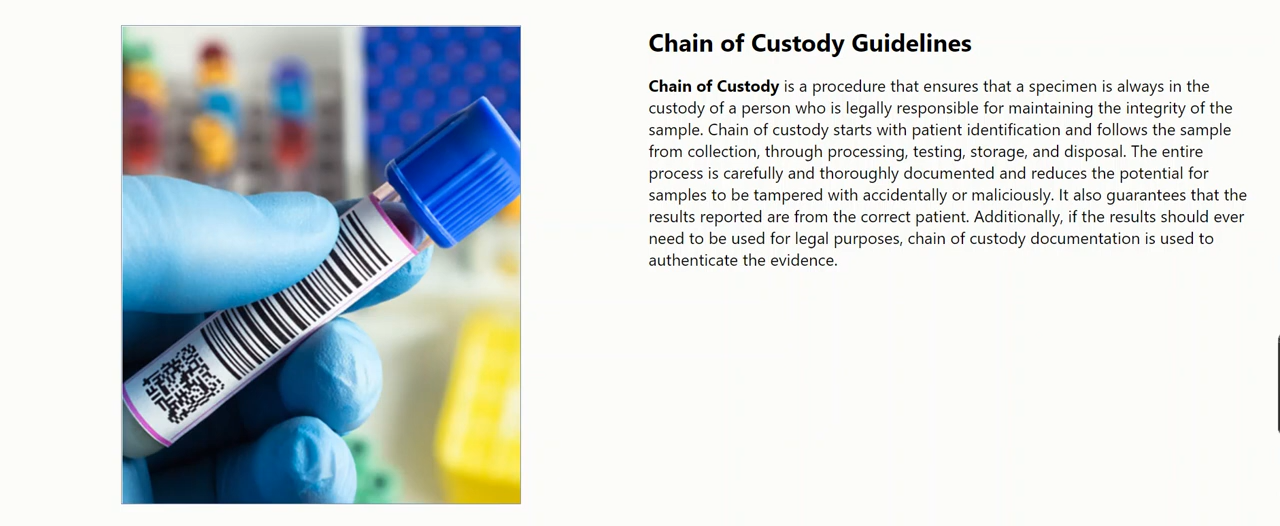 Chain of Custody Guidelines
Chain of Custody is a procedure that ensures that a specimen is always in the
custody of a person who is legally responsible for maintaining the integrity of the
sample. Chain of custody starts with patient identification and follows the sample
from collection, through processing, testing, storage, and disposal. The entire
process is carefully and thoroughly documented and reduces the potential for
samples to be tampered with accidentally or maliciously. It also guarantees that the
results reported are from the correct patient. Additionally, if the results should ever
need to be used for legal purposes, chain of custody documentation is used to
authenticate the evidence.